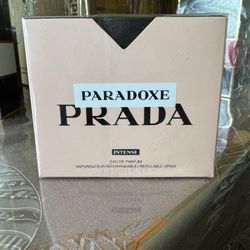 PARADOXE
PRADA
INTENSE
EAU DE PARFUM
VAPORISATEUR RECHARGEABLE / REFILLABLE SPRAY